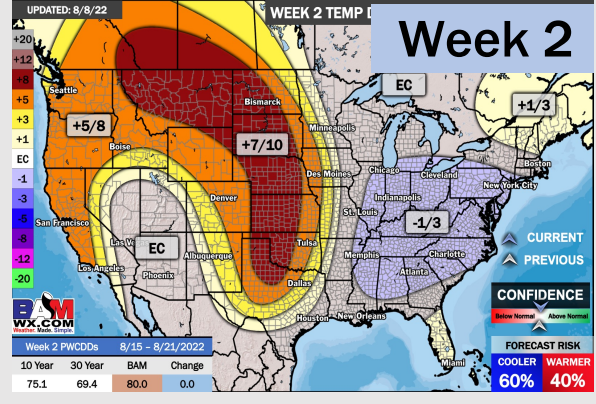 UPDATED: 8/8/22
WEEK 2 TEMP D
Week 2
+20
+12
+8
+5
+3
+1
EC
-1
-3
-6
-8
-12
-20
Seattle
Bismarck
Minneapolis
EC
+1/3
+5/8
Boise
+7/10
Boston
Chicago
Cleveland
Des Moines
New York City
Denver
Indianapolis
St. Louis
San Francisco
-1/3
Las Ve
EC
Albuquerque
Tulsa
Memphis
Charlotte
Los Angeles
Phoenix
Atlanta
Dallas
Houston
New Orleans
Miami
CURRENT
PREVIOUS
CONFIDENCE
Below Normal
Above Normal
FORECAST RISK
COOLER
WARMER
60%
40%
BAM
WX.COM
Weather. Made. Simple.
Week 2 PWCDDs 8/15 – 8/21/2022
10 Year 30 Year BAM Change
75.1 69.4 80.0 0.0